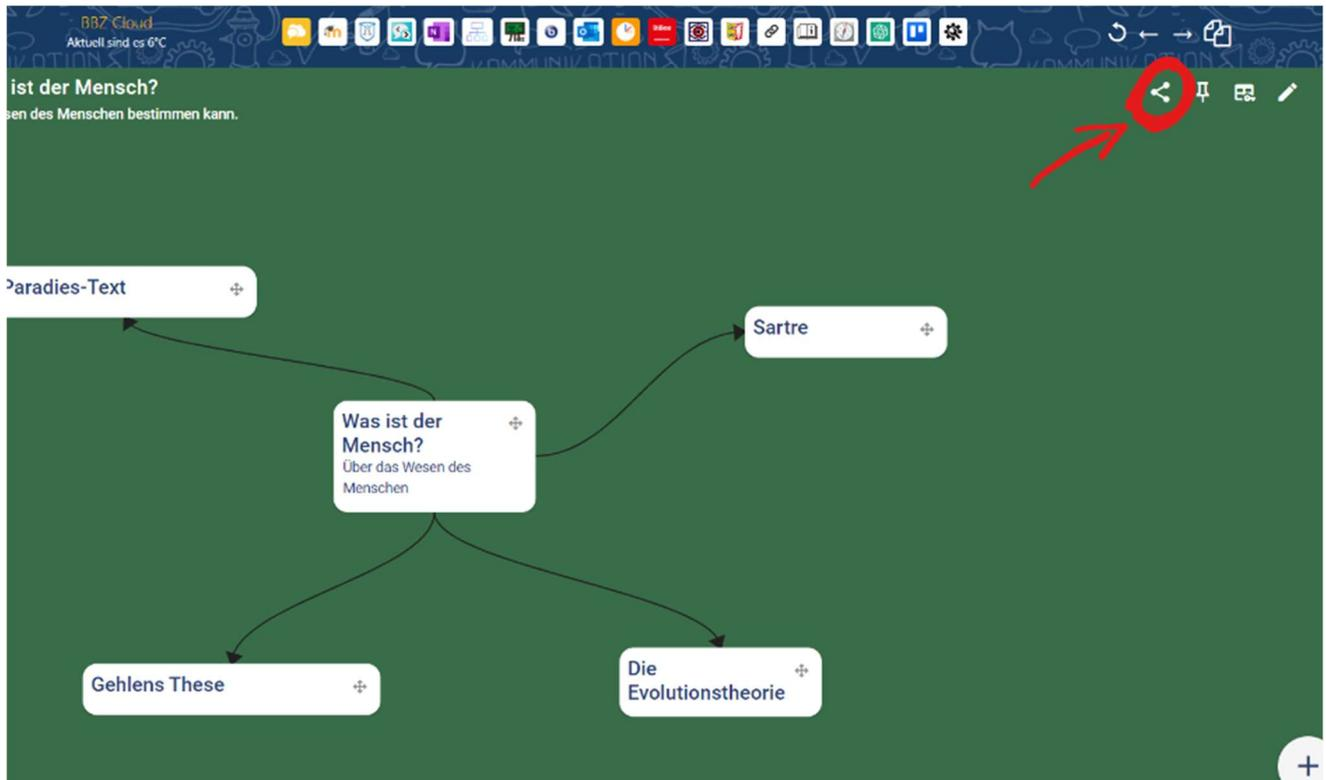 BBZ Cloud
Aktuell sind es 6°C
ist der Mensch?
sen des Menschen bestimmen kann.
Paradies-Text
Sartre
Was ist der
Mensch?
Über das Wesen des
Menschen
Gehlens These
Die
Evolutionstheorie